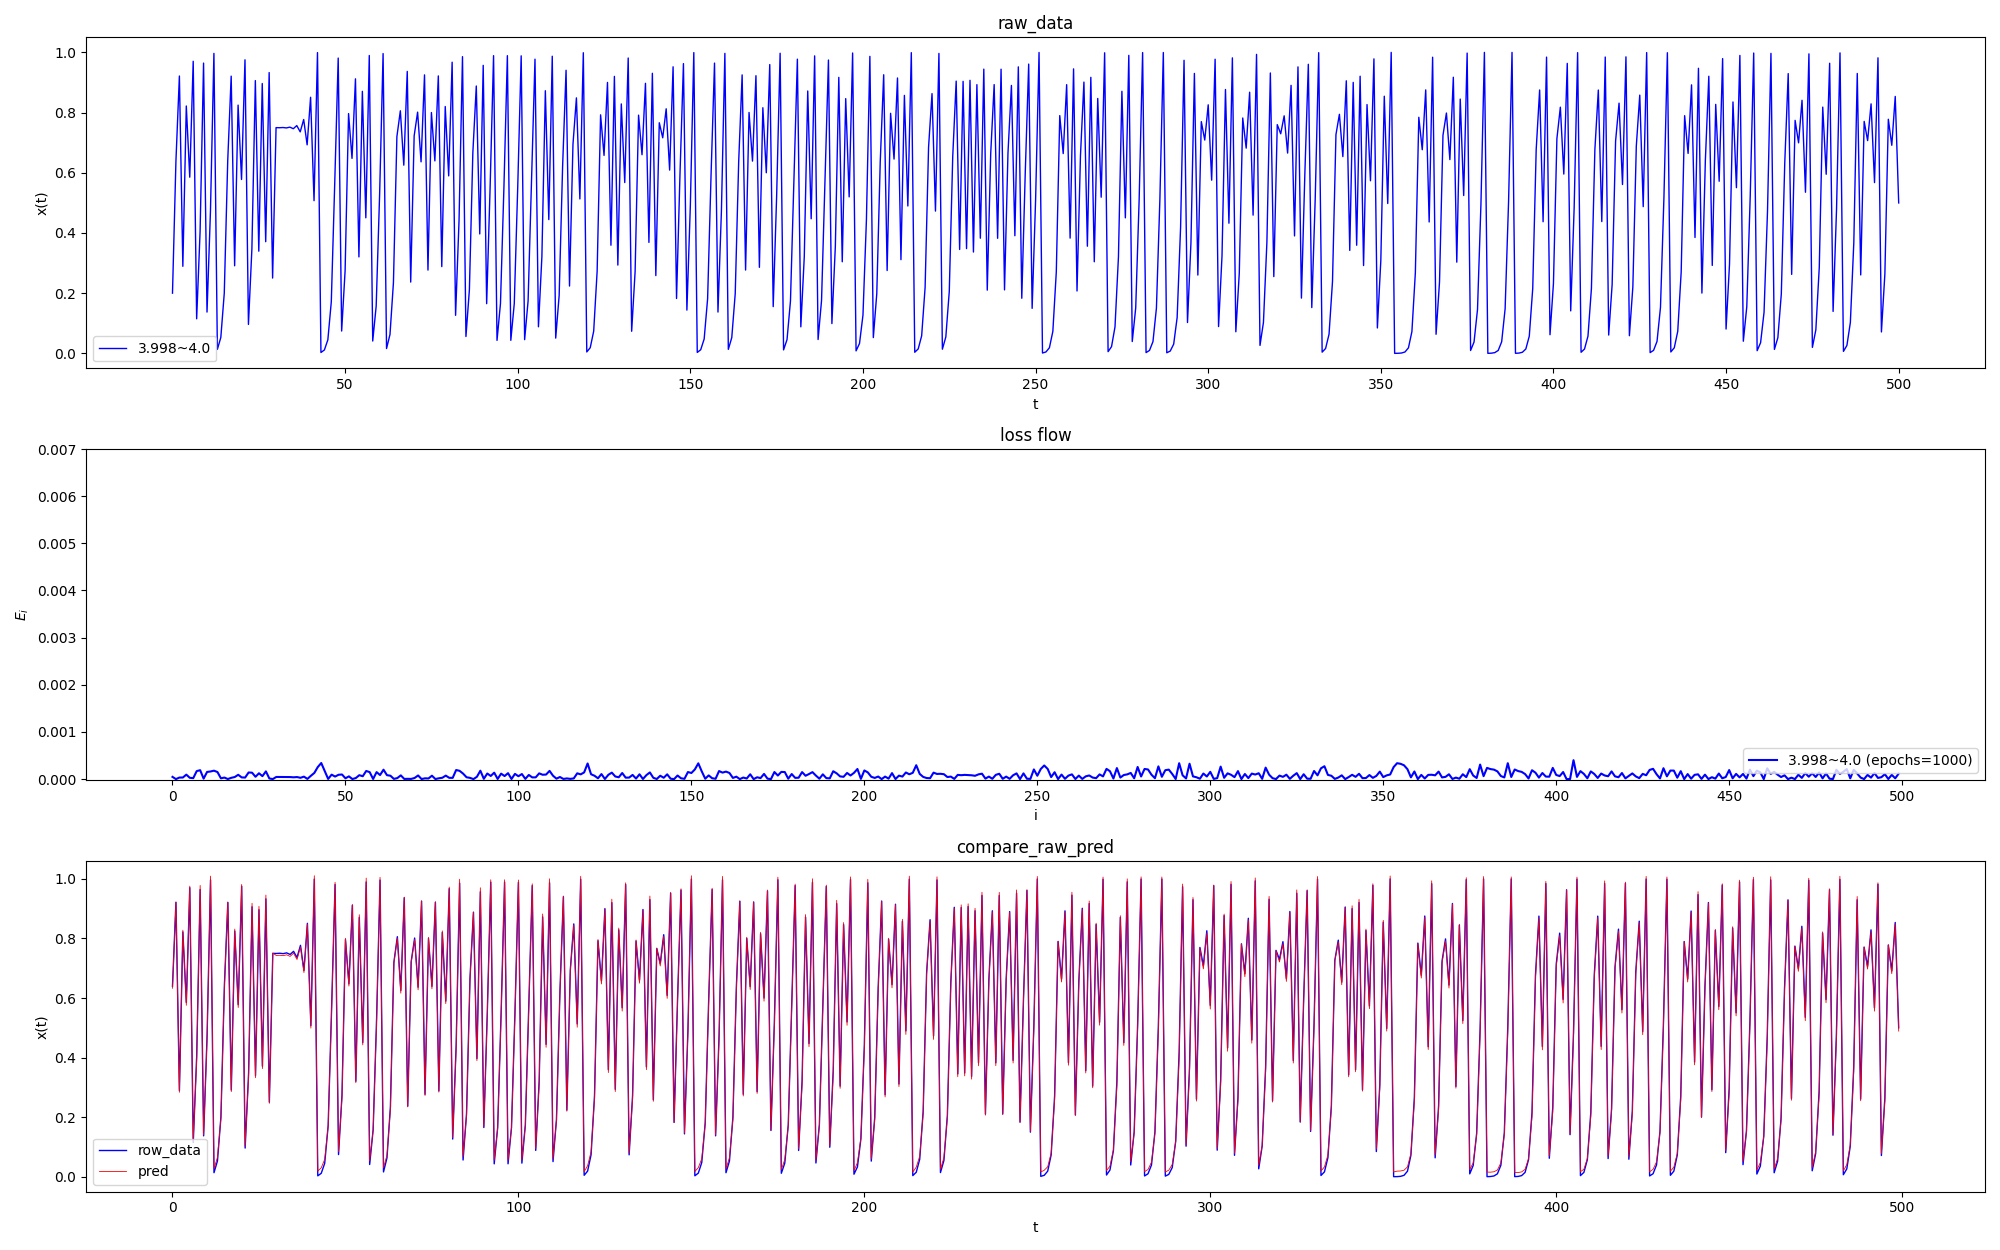 raw_data
1.0
0.8
0.6
0.4
0.2
0.0
x(t)
3.998~4.0
50 100 150 200 250 300 350 400 450 500
t
loss flow
0.007
0.006
0.005
0.004
0.003
0.002
0.001
0.000
E_i
3.998~4.0 (epochs=1000)
0 50 100 150 200 250 300 350 400 450 500
i
compare_raw_pred
1.0
0.8
0.6
0.4
0.2
0.0
x(t)
row_data
pred
0 100 200 300 400 500
t